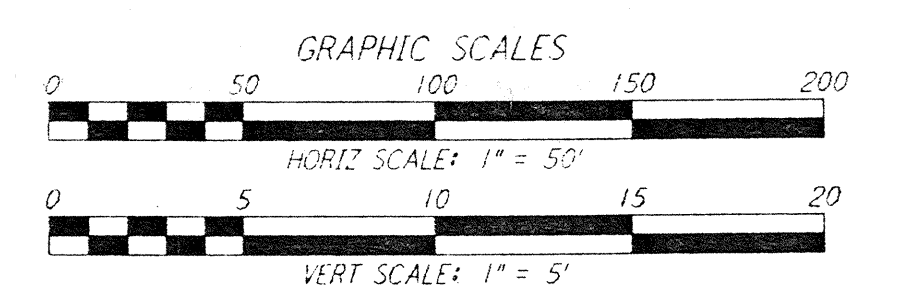 GRAPHIC SCALES
0 50 100 150 200
HORIZ SCALE: 1" = 50'
0 5 10 15 20
VERT SCALE: 1" = 5'